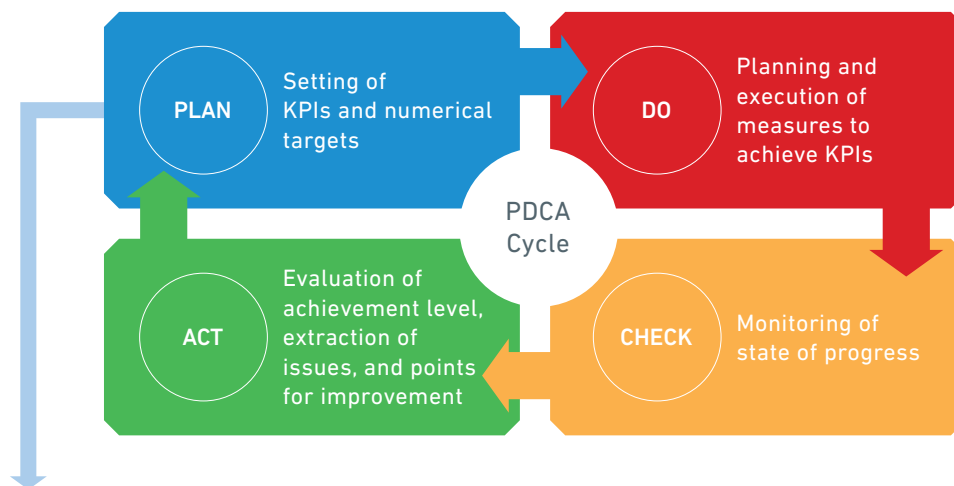 PLAN
Setting of
KPIs and numerical
targets
DO
Planning and
execution of
measures to
achieve KPIs
PDCA
Cycle
ACT
Evaluation of
achievement level,
extraction of
issues, and points
for improvement
CHECK
Monitoring of
state of progress